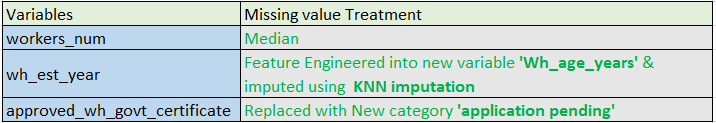 Variables Missing value Treatment
workers_num Median
wh_est_year Feature Engineered into new variable 'Wh_age_years' &
imputed using KNN imputation
approved_wh_govt_certificate Replaced with New category 'application pending'